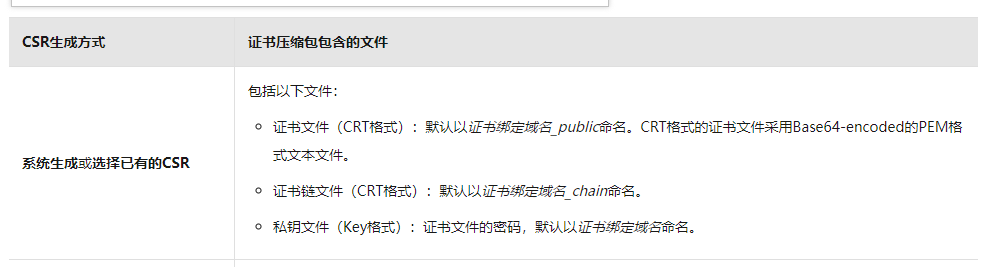 CSR生成方式
证书压缩包包含的文件
系统生成或选择已有的CSR
包括以下文件：
证书文件（CRT格式）：默认以证书绑定域名_public命名。CRT格式的证书文件采用Base64-encoded的PEM格
式文本文件。
证书链文件（CRT格式）：默认以证书绑定域名_chain命名。
私钥文件（Key格式）：证书文件的密码，默认以证书绑定域名命名。